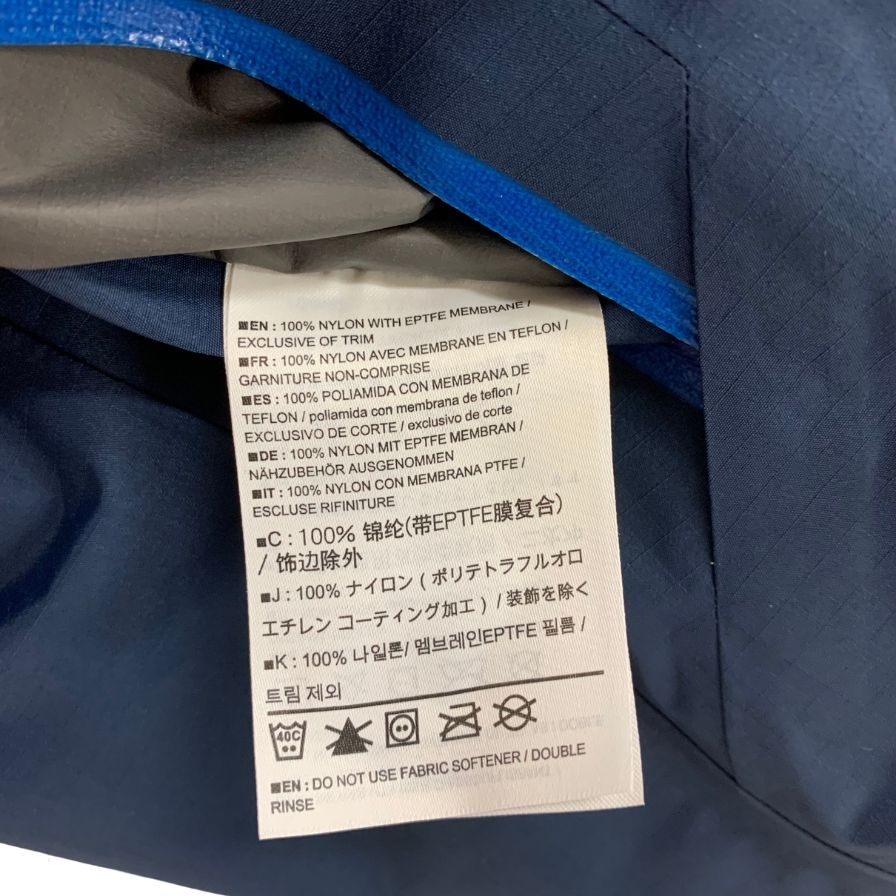 ■EN : 100% NYLON WITH EPTFE MEMBRANE /
EXCLUSIVE OF TRIM
■FR : 100% NYLON AVEC MEMBRANE EN TEFLON /
GARNITURE NON-COMPRISE
■ES : 100% POLIAMIDA CON MEMBRANA DE
TEFLON / poliamida con membrana de teflon /
EXCLUSIVO DE CORTE / exclusivo de corte
■DE : 100% NYLON MIT EPTFE MEMBRAN /
NÄHZUBEHÖR AUSGENOMMEN
■IT : 100% NYLON CON MEMBRANA PTFE /
ESCLUSE RIFINITURE
■C : 100% 锦纶(带EPTFE膜复合)
/ 饰边除外
■J : 100% ナイロン ( ポリテトラフルオロ
エチレン コーティング加工 ) / 装飾を除く
■K : 100% 나일론/ 멤브레인EPTFE 필름 /
트림 제외
40C
■EN : DO NOT USE FABRIC SOFTENER / DOUBLE
RINSE